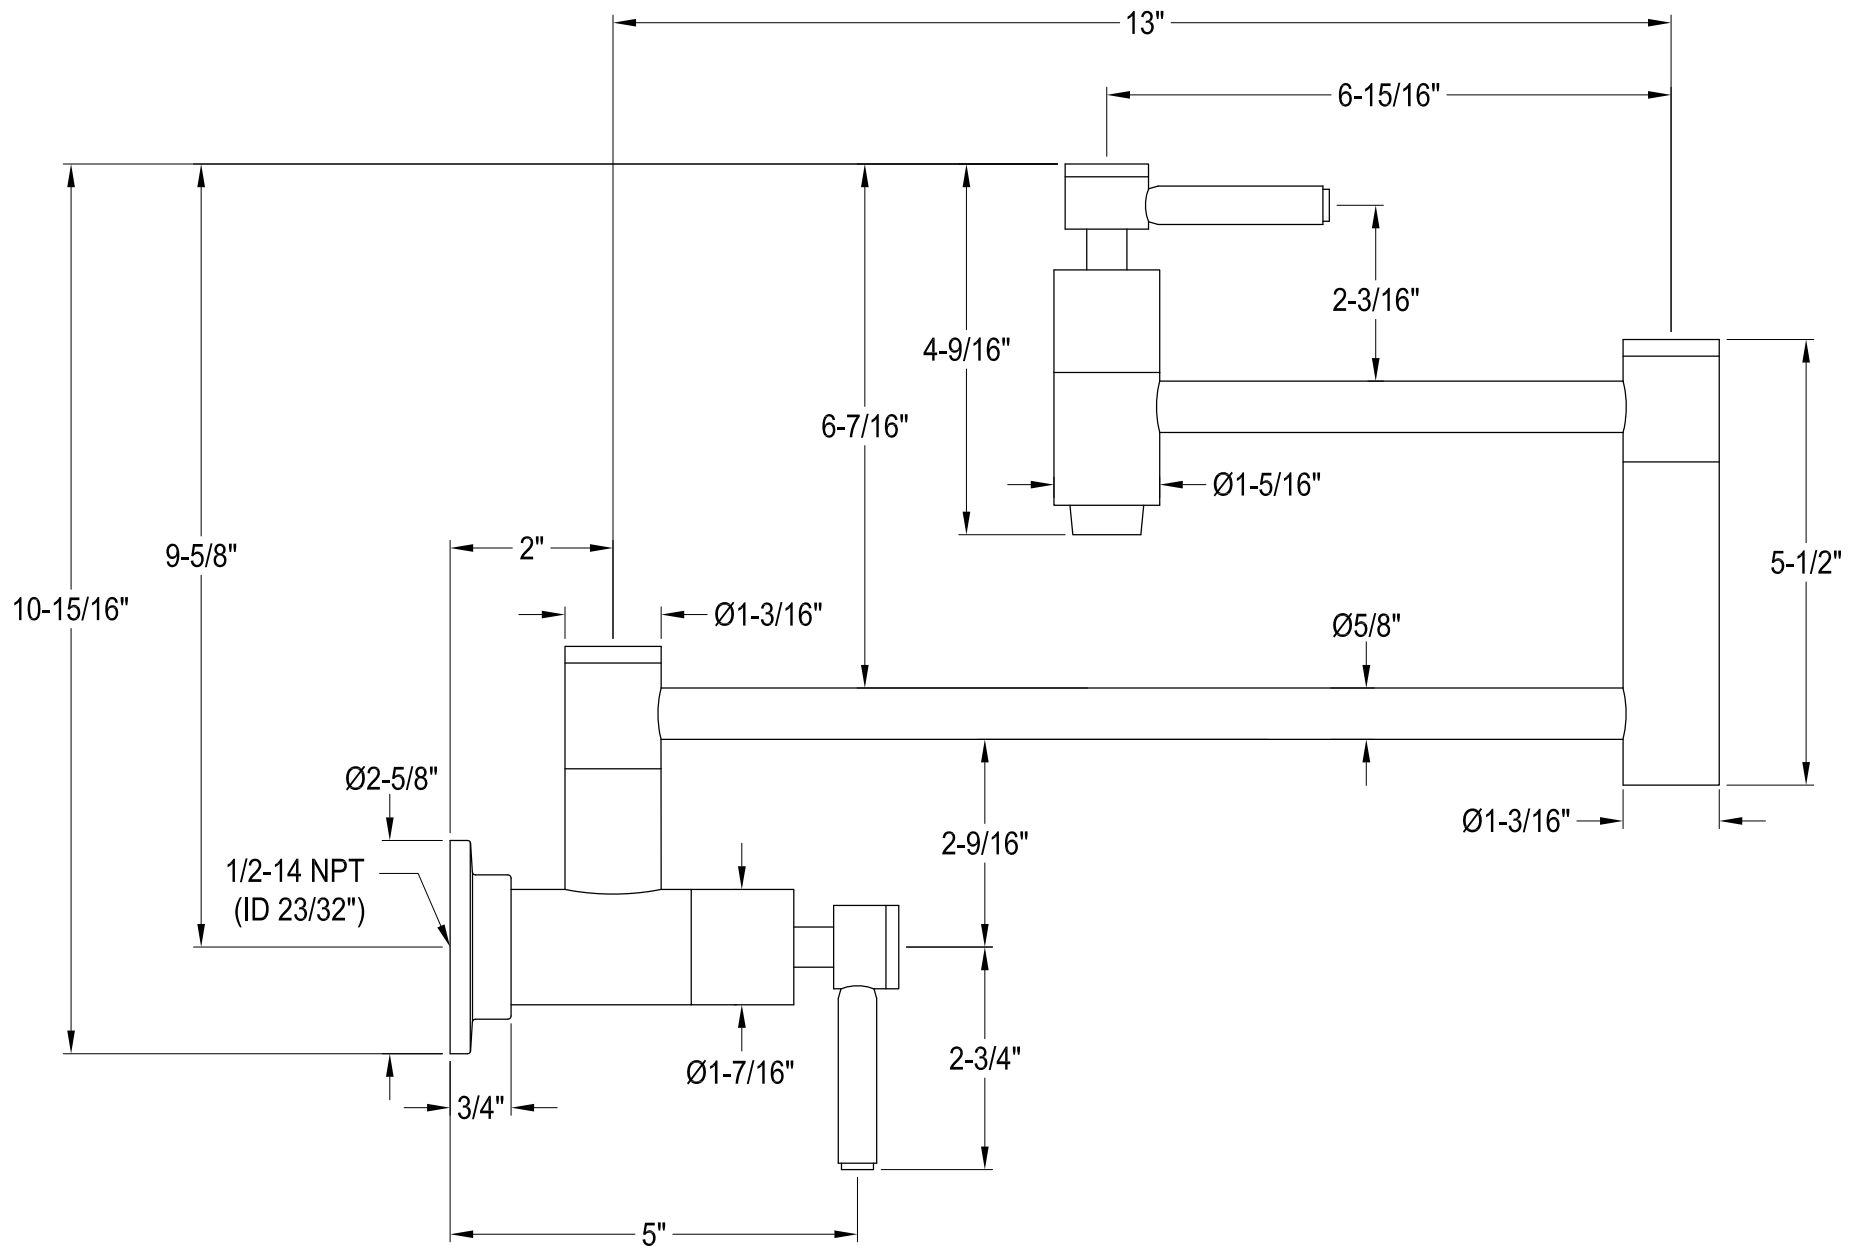 13"
6-15/16"
2-3/16"
4-9/16"
6-7/16"
Ø1-5/16"
9-5/8"
2"
5-1/2"
10-15/16"
Ø1-3/16"
Ø5/8"
Ø2-5/8"
Ø1-3/16"
2-9/16"
1/2-14 NPT
(ID 23/32")
2-3/4"
Ø1-7/16"
3/4"
5"